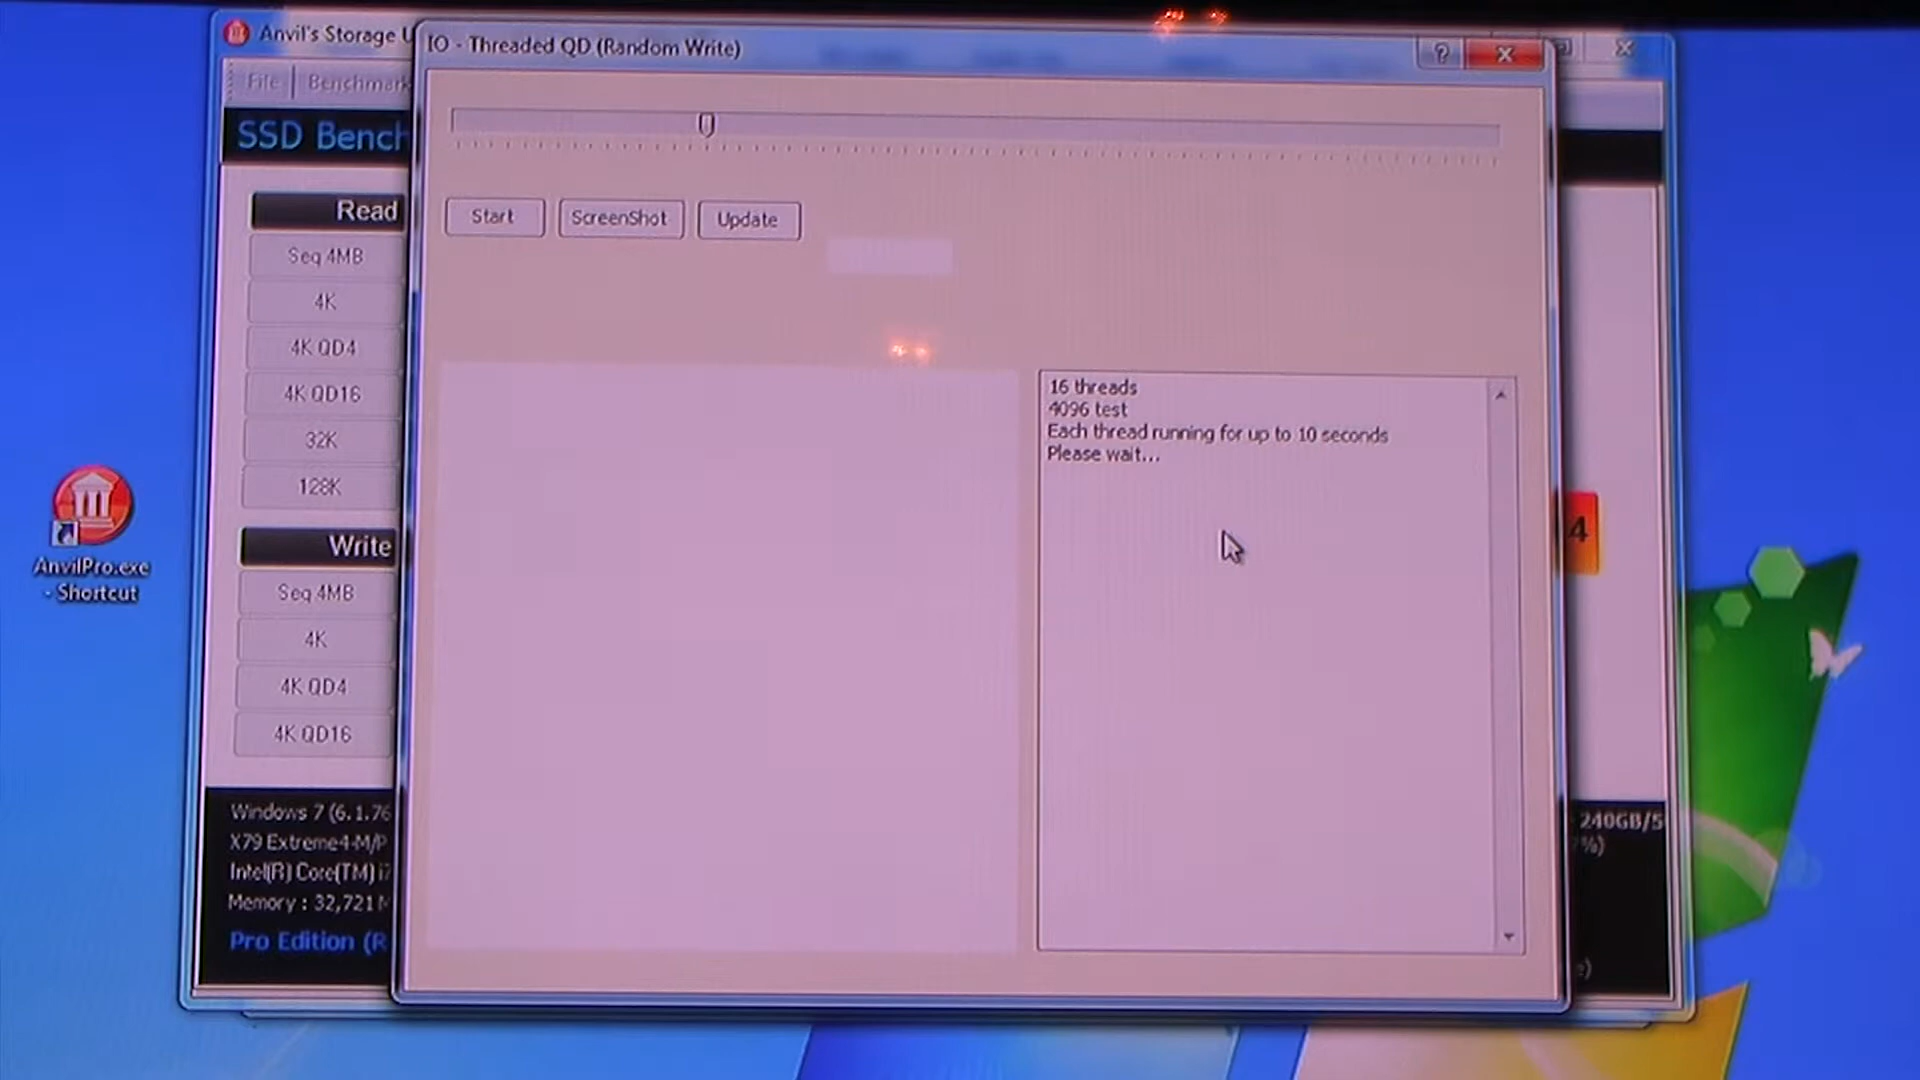 Anvil's Storage U
IO - Threaded QD (Random Write)
File
Benchmark
SSD Bench
Start
ScreenShot
Update
Read
Seq 4MB
4K
4K QD4
4K QD16
32K
128K
16 threads
4096 test
Each thread running for up to 10 seconds
Please wait...
AnvilPro.exe
- Shortcut
Write
Seq 4MB
4K
4K QD4
4K QD16
4
Windows 7 (6.1.76
X79 Extreme4-M/P
Intel(R) Core(TM) i7
Memory : 32,721 M
Pro Edition (R
240GB/5
%)